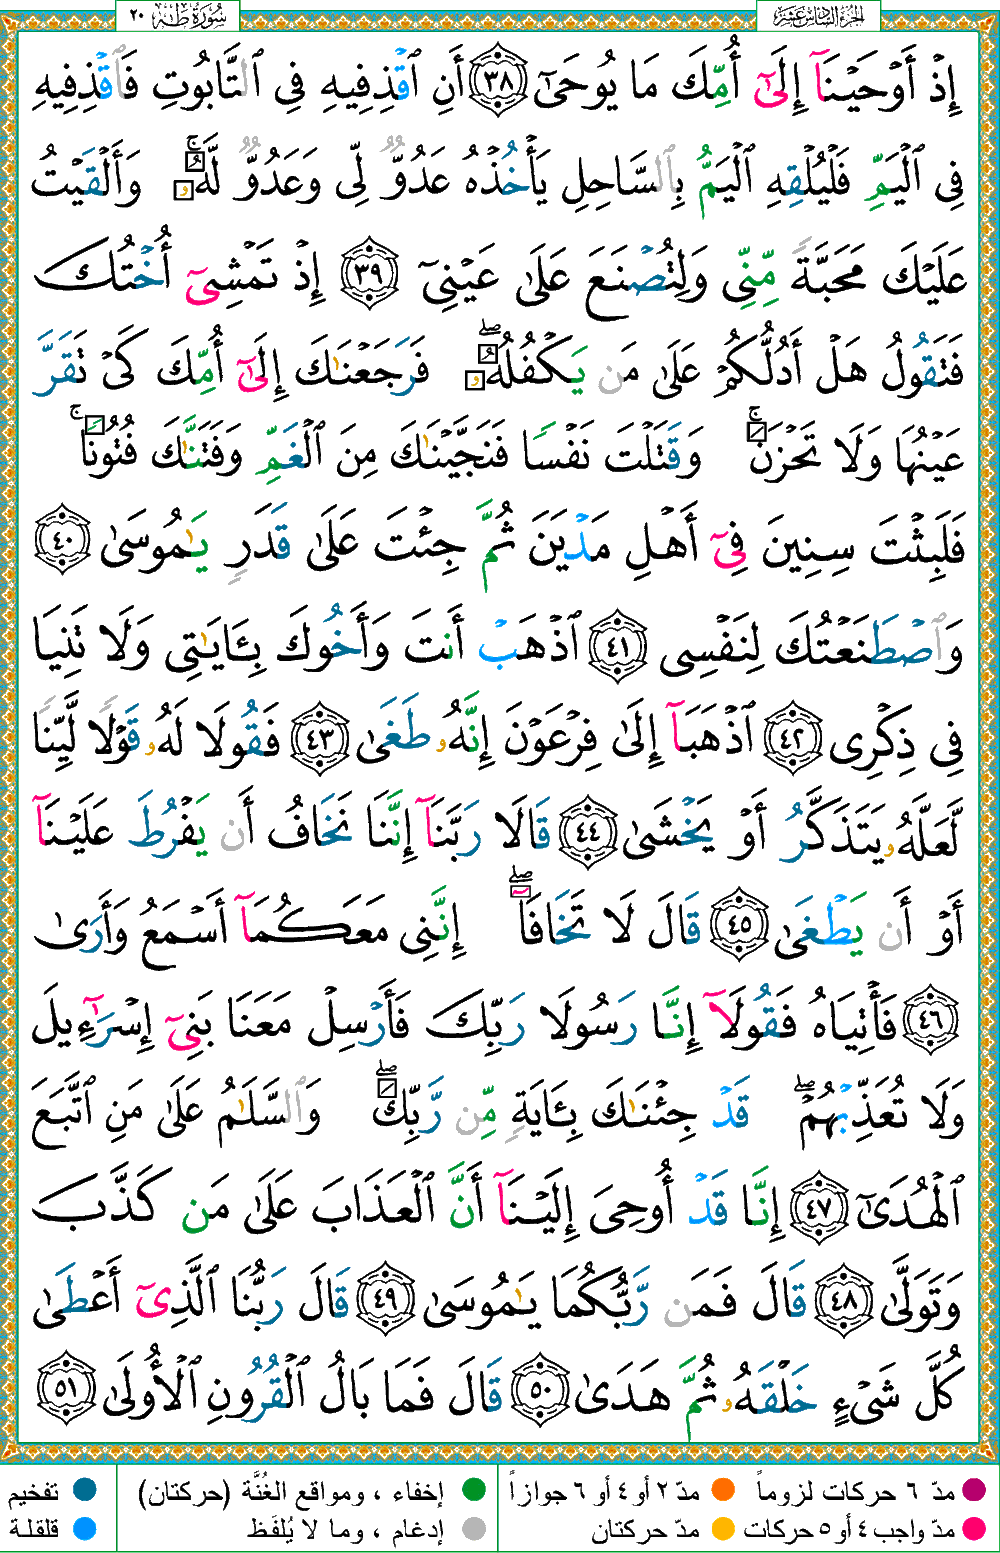 الجزء السادس عشر
سورة طه ٢٠
إِذْ أَوْحَيْنَآ إِلَىٰٓ أُمِّكَ مَا يُوحَىٰٓ ٣٨ أَنِ ٱقْذِفِيهِ فِى ٱلتَّابُوتِ فَٱقْذِفِيهِ
فِى ٱلْيَمِّ فَلْيُلْقِهِ ٱلْيَمُّ بِٱلسَّاحِلِ يَأْخُذْهُ عَدُوٌّ لِّى وَعَدُوٌّ لَّهُۥ ۚ وَأَلْقَيْتُ
عَلَيْكَ مَحَبَّةً مِّنِّى وَلِتُصْنَعَ عَلَىٰ عَيْنِىٓ ٣٩ إِذْ تَمْشِىٓ أُخْتُكَ
فَتَقُولُ هَلْ أَدُلُّكُمْ عَلَىٰ مَن يَكْفُلُهُۥ ۖ فَرَجَعْنَٰكَ إِلَىٰٓ أُمِّكَ كَىْ تَقَرَّ
عَيْنُهَا وَلَا تَحْزَنَ ۚ وَقَتَلْتَ نَفْسًا فَنَجَّيْنَٰكَ مِنَ ٱلْغَمِّ وَفَتَنَّٰكَ فُتُونًا ۚ
فَلَبِثْتَ سِنِينَ فِىٓ أَهْلِ مَدْيَنَ ثُمَّ جِئْتَ عَلَىٰ قَدَرٍ يَٰمُوسَىٰ ٤٠
وَٱصْطَنَعْتُكَ لِنَفْسِى ٤١ ٱذْهَبْ أَنتَ وَأَخُوكَ بِـَٔايَٰتِى وَلَا تَنِيَا
فِى ذِكْرِى ٤٢ ٱذْهَبَآ إِلَىٰ فِرْعَوْنَ إِنَّهُۥ طَغَىٰ ٤٣ فَقُولَا لَهُۥ قَوْلًا لَّيِّنًا
لَّعَلَّهُۥ يَتَذَكَّرُ أَوْ يَخْشَىٰ ٤٤ قَالَا رَبَّنَآ إِنَّنَا نَخَافُ أَن يَفْرُطَ عَلَيْنَآ
أَوْ أَن يَطْغَىٰ ٤٥ قَالَ لَا تَخَافَآ ۖ إِنَّنِى مَعَكُمَآ أَسْمَعُ وَأَرَىٰ
٤٦ فَأْتِيَاهُ فَقُولَآ إِنَّا رَسُولَا رَبِّكَ فَأَرْسِلْ مَعَنَا بَنِىٓ إِسْرَٰٓءِيلَ
وَلَا تُعَذِّبْهُمْ ۖ قَدْ جِئْنَٰكَ بِـَٔايَةٍ مِّن رَّبِّكَ ۖ وَٱلسَّلَٰمُ عَلَىٰ مَنِ ٱتَّبَعَ
ٱلْهُدَىٰٓ ٤٧ إِنَّا قَدْ أُوحِىَ إِلَيْنَآ أَنَّ ٱلْعَذَابَ عَلَىٰ مَن كَذَّبَ
وَتَوَلَّىٰ ٤٨ قَالَ فَمَن رَّبُّكُمَا يَٰمُوسَىٰ ٤٩ قَالَ رَبُّنَا ٱلَّذِىٓ أَعْطَىٰ
كُلَّ شَىْءٍ خَلْقَهُۥ ثُمَّ هَدَىٰ ٥٠ قَالَ فَمَا بَالُ ٱلْقُرُونِ ٱلْأُولَىٰ ٥١
مدّ ٦ حركات لزوماً مدّ ٢ أو ٤ أو ٦ جوازاً إخفاء ، ومواقع الغُنَّة (حركتان) تفخيم
مدّ واجب ٤ أو ٥ حركات مدّ حركتان إدغام ، وما لا يُلفَظ قلقلة